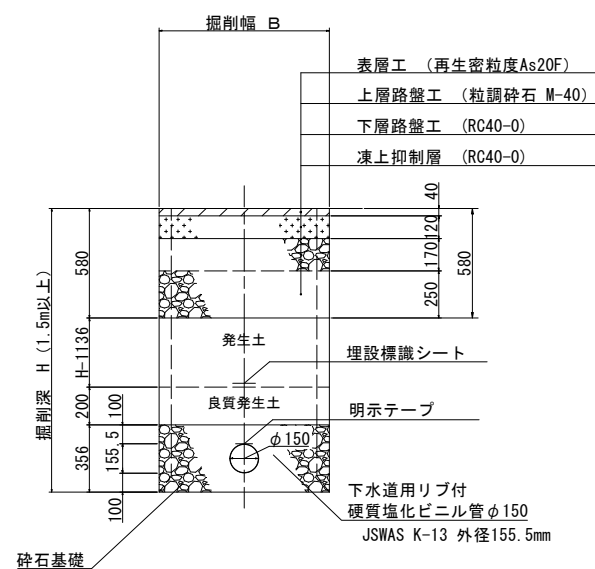 掘削幅 B
表層工 (再生密粒度As20F)
上層路盤工 (粒調砕石 M-40)
下層路盤工 (RC40-0)
凍上抑制層 (RC40-0)
40
120
170
250
580
580
掘削深 H (1.5m以上)
H-1136
200
356
100
155.5
100
発生土
埋設標識シート
良質発生土
明示テープ
φ150
下水道用リブ付
硬質塩化ビニル管φ150
JSWAS K-13 外径155.5mm
砕石基礎